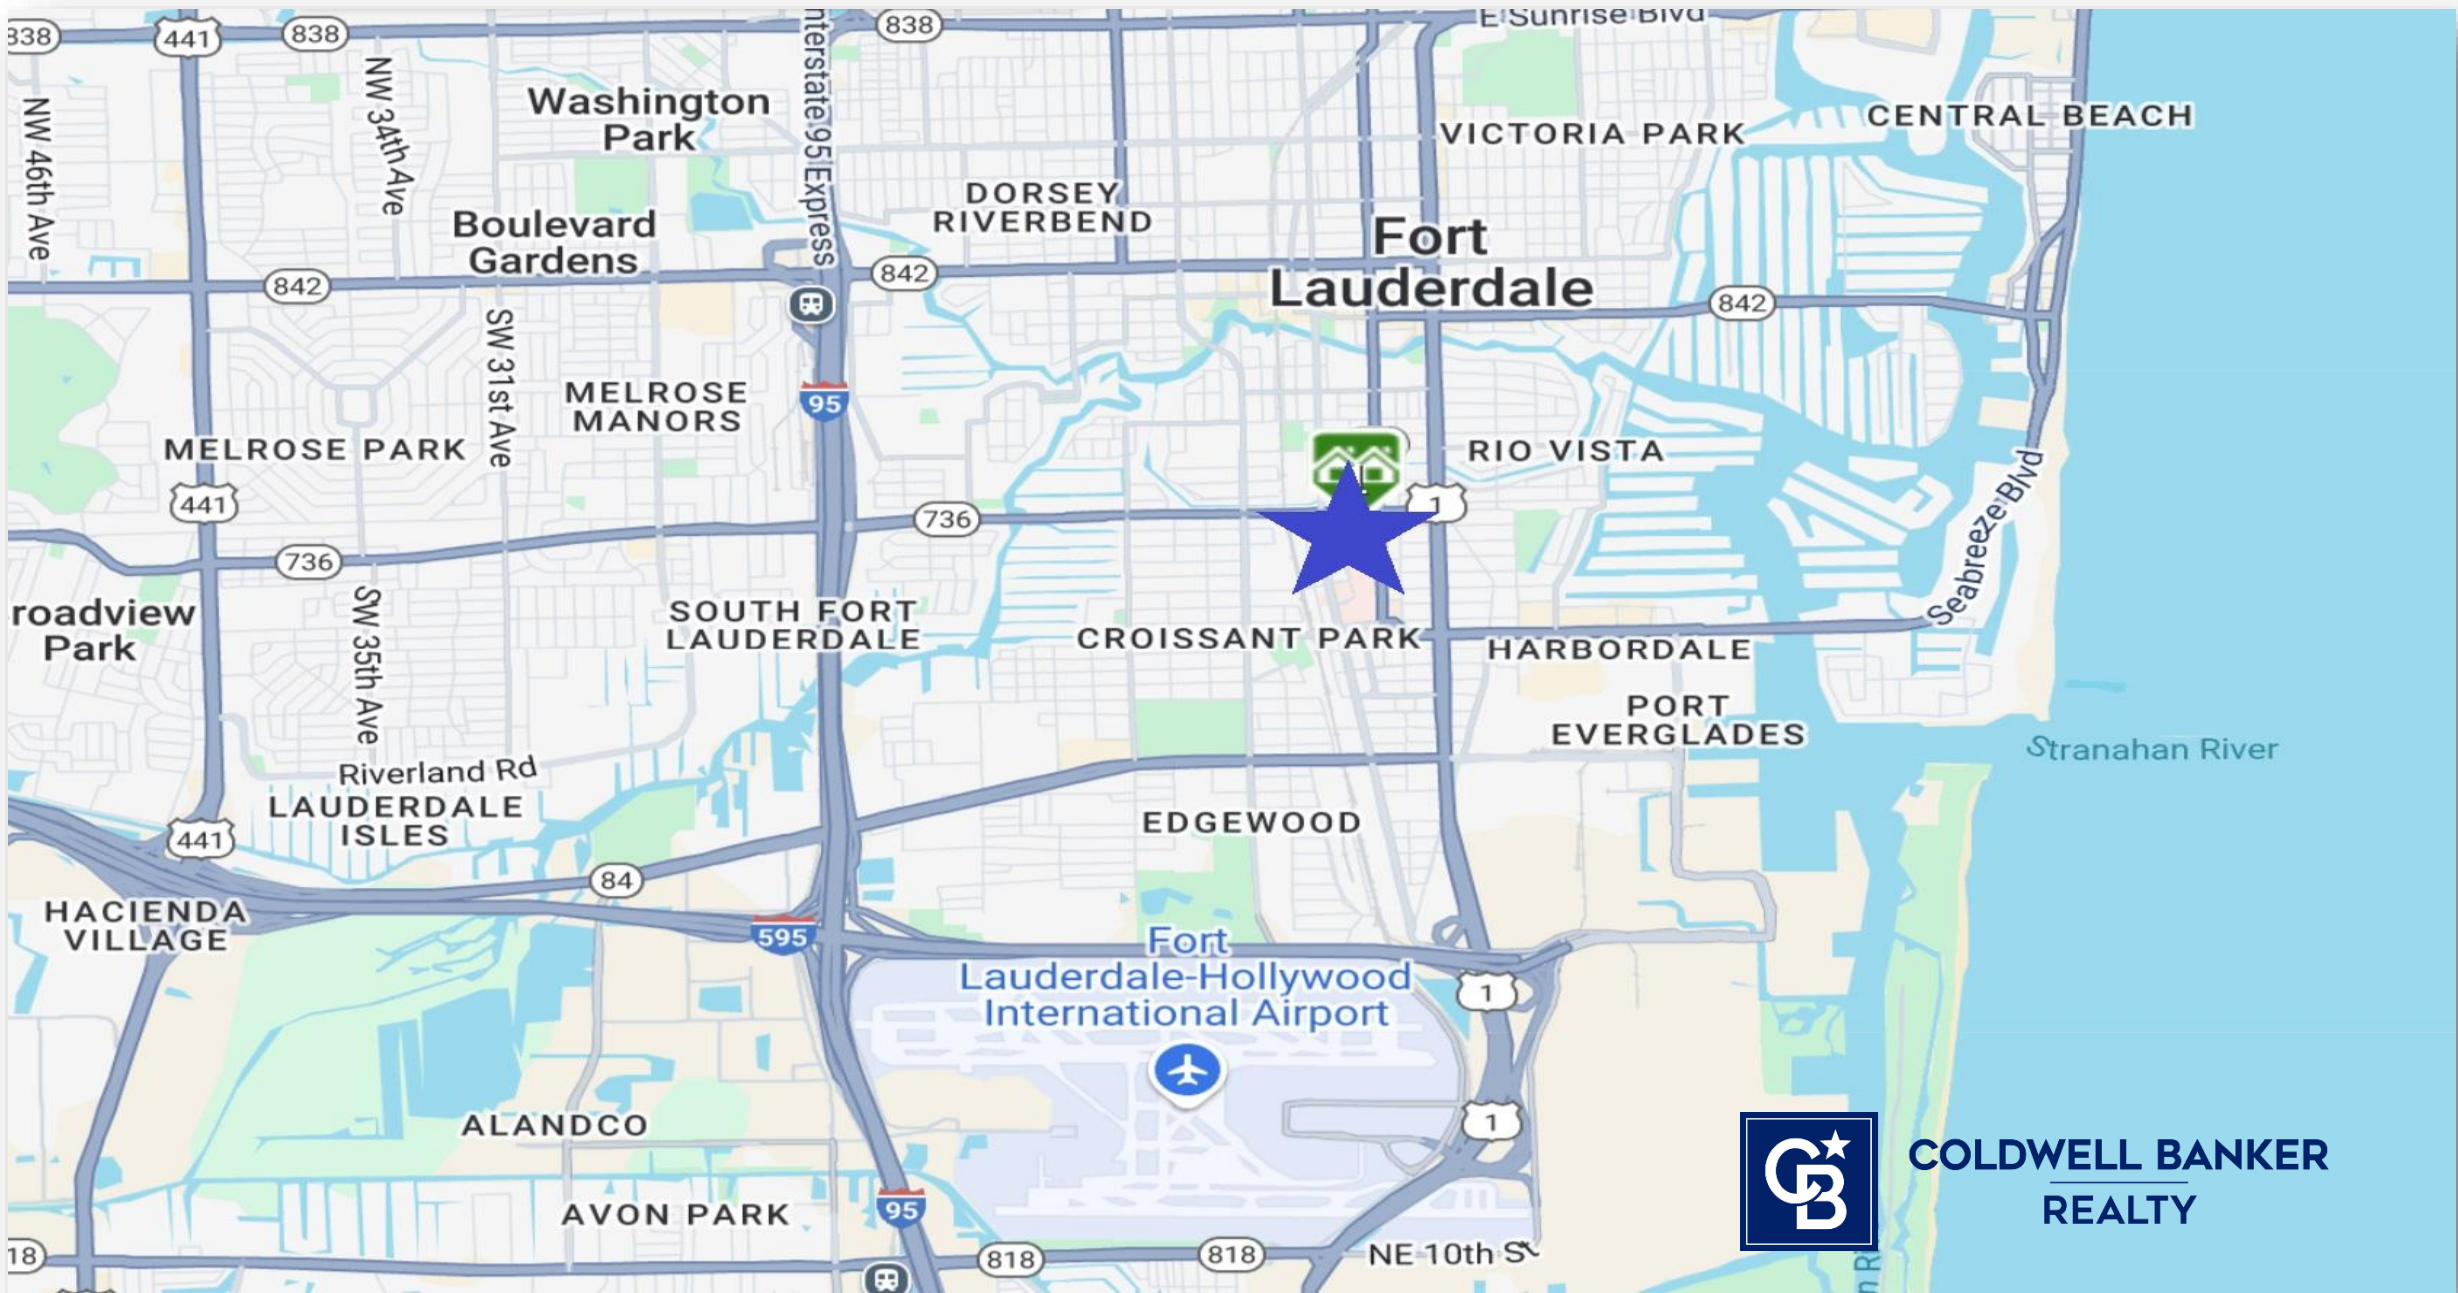 E Sunrise Blvd
838
441
838
838
Interstate 95 Express
NW 46th Ave
NW 34th Ave
Washington
Park
VICTORIA PARK
CENTRAL BEACH
DORSEY
RIVERBEND
Boulevard
Gardens
Fort
Lauderdale
842
842
842
SW 31st Ave
MELROSE
MANORS
95
MELROSE PARK
RIO VISTA
441
1
736
736
Seabreeze Blvd
roadview
Park
SW 35th Ave
SOUTH FORT
LAUDERDALE
CROISSANT PARK
HARBORDALE
PORT
EVERGLADES
Stranahan River
Riverland Rd
LAUDERDALE
ISLES
441
EDGEWOOD
84
HACIENDA
VILLAGE
595
Fort
Lauderdale-Hollywood
International Airport
1
1
ALANDCO
AVON PARK
95
18
818
818
NE 10th St
CB
COLDWELL BANKER
REALTY